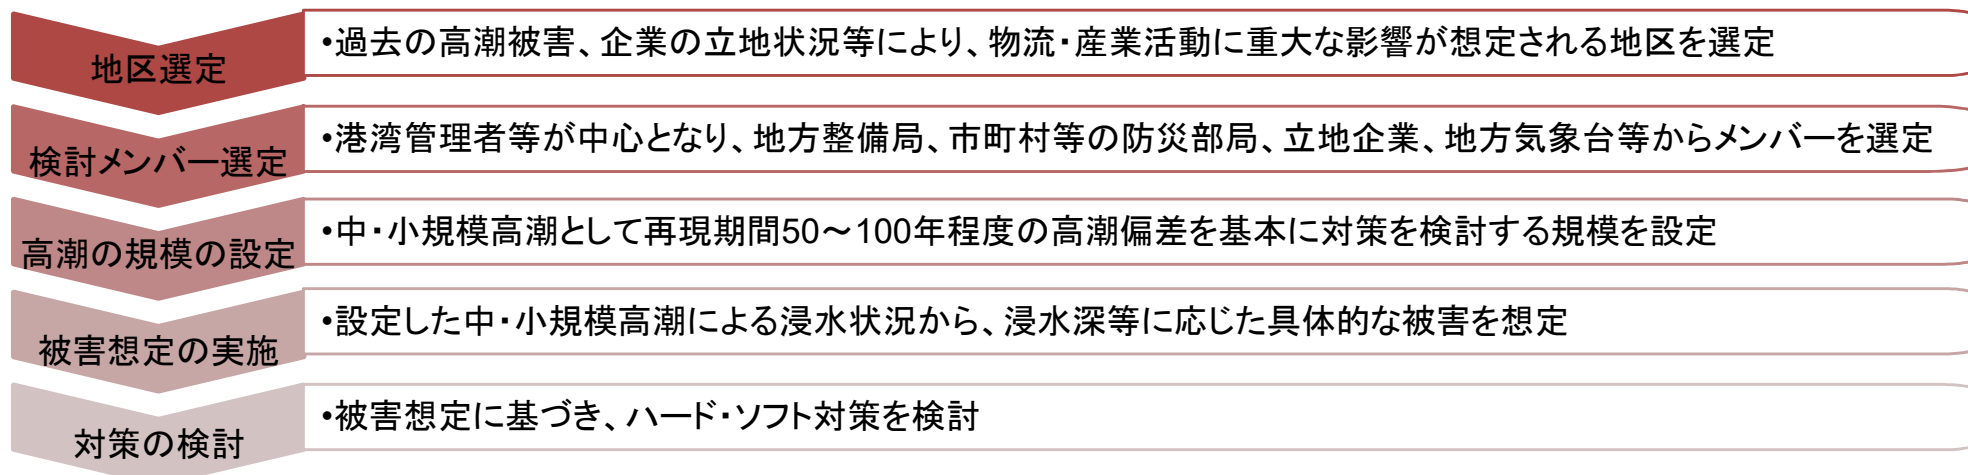 地区選定
•過去の高潮被害、企業の立地状況等により、物流・産業活動に重大な影響が想定される地区を選定
検討メンバー選定
•港湾管理者等が中心となり、地方整備局、市町村等の防災部局、立地企業、地方気象台等からメンバーを選定
高潮の規模の設定
•中・小規模高潮として再現期間50～100年程度の高潮偏差を基本に対策を検討する規模を設定
被害想定の実施
•設定した中・小規模高潮による浸水状況から、浸水深等に応じた具体的な被害を想定
対策の検討
•被害想定に基づき、ハード・ソフト対策を検討